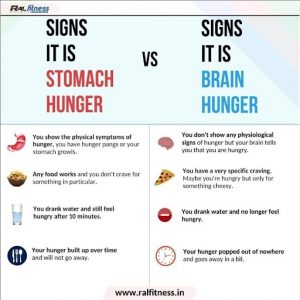 RALfitness
SIGNS
IT IS
STOMACH
HUNGER
VS
SIGNS
IT IS
BRAIN
HUNGER
You show the physical symptoms of
hunger, you have hunger pangs or your
stomach growls.
Any food works and you don't crave for
something in particular.
You drank water and still feel
hungry after 10 minutes.
Your hunger built up over time
and will not go away.
You don't show any physiological
signs of hunger but your brain tells
you that you are hungry.
You have a very specific craving.
Maybe you're hungry but only for
something cheesy.
You drank water and no longer feel
hungry.
Your hunger popped out of nowhere
and goes away in a bit.
www.ralfitness.in